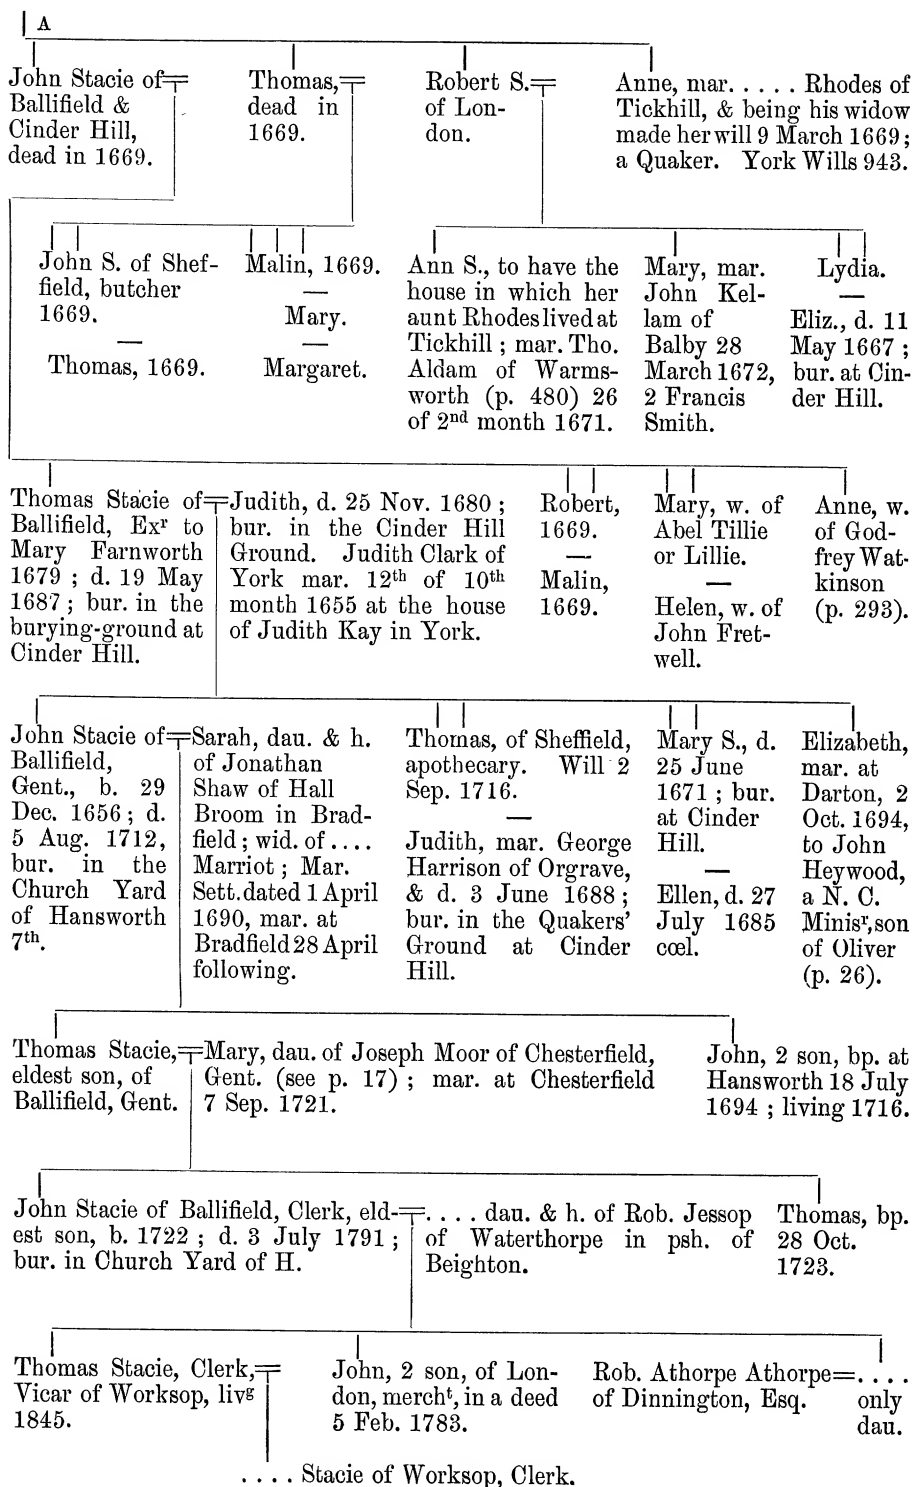 A
John Stacie of
Ballifield &
Cinder Hill,
dead in 1669.
Thomas,
dead in
1669.
Robert S.
of Lon-
don.
Anne, mar. . . . . . Rhodes of
Tickhill, & being his widow
made her will 9 March 1669 ;
a Quaker. York Wills 943.
John S. of Shef-
field, butcher
1669.
—
Thomas, 1669.
Malin, 1669.
—
Mary.
—
Margaret.
Ann S., to have the
house in which her
aunt Rhodes lived at
Tickhill ; mar. Tho.
Aldam of Warms-
worth (p. 480) 26
of 2nd month 1671.
Mary, mar.
John Kel-
lam of
Balby 28
March 1672,
2 Francis
Smith.
Lydia.
—
Eliz., d. 11
May 1667 ;
bur. at Cin-
der Hill.
Thomas Stacie of
Ballifield, Exr to
Mary Farnworth
1679 ; d. 19 May
1687 ; bur. in the
burying-ground at
Cinder Hill.
Judith, d. 25 Nov. 1680 ;
bur. in the Cinder Hill
Ground. Judith Clark of
York mar. 12th of 10th
month 1655 at the house
of Judith Kay in York.
Robert,
1669.
—
Malin,
1669.
Mary, w. of
Abel Tillie
or Lillie.
—
Helen, w. of
John Fret-
well.
Anne, w.
of God-
frey Wat-
kinson
(p. 293).
John Stacie of
Ballifield,
Gent., b. 29
Dec. 1656 ; d.
5 Aug. 1712,
bur. in the
Church Yard
of Hansworth
7th.
Sarah, dau. & h.
of Jonathan
Shaw of Hall
Broom in Brad-
field ; wid. of . . . .
Marriot ; Mar.
Sett. dated 1 April
1690, mar. at
Bradfield 28 April
following.
Thomas, of Sheffield,
apothecary. Will 2
Sep. 1716.
—
Judith, mar. George
Harrison of Orgrave,
& d. 3 June 1688 ;
bur. in the Quakers'
Ground at Cinder
Hill.
Mary S., d.
25 June
1671 ; bur.
at Cinder
Hill.
—
Ellen, d. 27
July 1685
cœl.
Elizabeth,
mar. at
Darton, 2
Oct. 1694,
to John
Heywood,
a N. C.
Minisr, son
of Oliver
(p. 26).
Thomas Stacie,
eldest son, of
Ballifield, Gent.
Mary, dau. of Joseph Moor of Chesterfield,
Gent. (see p. 17) ; mar. at Chesterfield
7 Sep. 1721.
John, 2 son, bp. at
Hansworth 18 July
1694 ; living 1716.
John Stacie of Ballifield, Clerk, eld-
est son, b. 1722 ; d. 3 July 1791 ;
bur. in Church Yard of H.
. . . . dau. & h. of Rob. Jessop
of Waterthorpe in psh. of
Beighton.
Thomas, bp.
28 Oct.
1723.
Thomas Stacie, Clerk,
Vicar of Worksop, livg
1845.
John, 2 son, of Lon-
don, mercht, in a deed
5 Feb. 1783.
Rob. Athorpe Athorpe=
of Dinnington, Esq.
. . . .
only
dau.
. . . . Stacie of Worksop, Clerk.